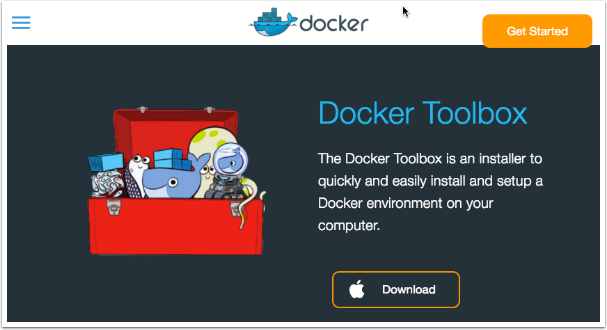 docker
Get Started
Docker Toolbox
The Docker Toolbox is an installer to
quickly and easily install and setup a
Docker environment on your
computer.
Download